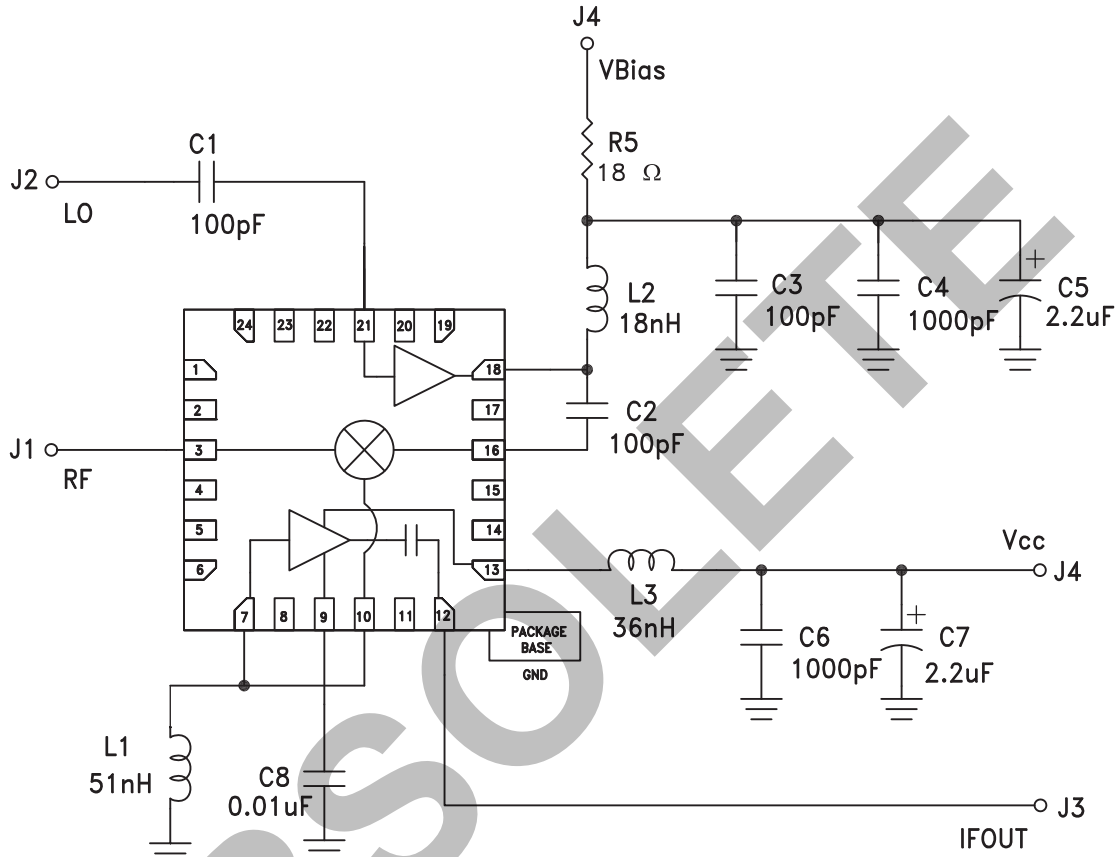 J4
VBias
R5
18 Ω
C1
J2
LO
100pF
L2
18nH
C3
100pF
C4
1000pF
+
C5
2.2uF
24
23
22
21
20
19
1
2
3
4
5
6
18
17
16
15
14
13
C2
100pF
J1
RF
7
8
9
10
11
12
PACKAGE
BASE
GND
L3
36nH
Vcc
J4
C6
1000pF
+
C7
2.2uF
L1
51nH
C8
0.01uF
J3
IFOUT
OBSOLETE